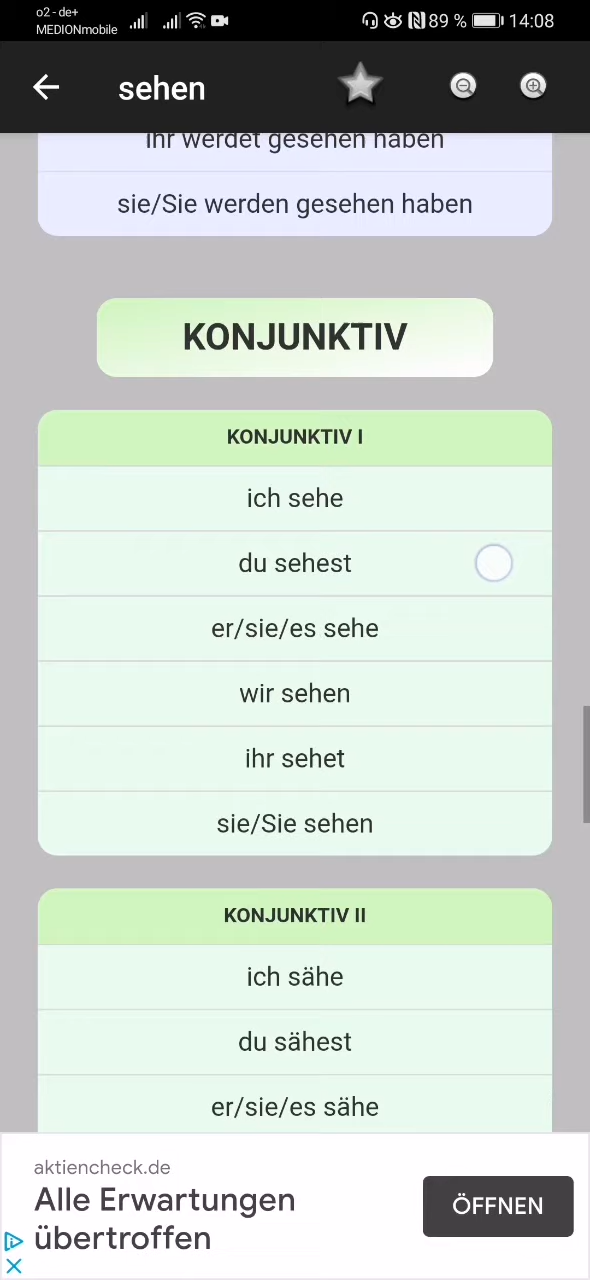 o2 - de+
MEDIONmobile
89 % 14:08
sehen
ihr werdet gesehen haben
sie/Sie werden gesehen haben
KONJUNKTIV
KONJUNKTIV I
ich sehe
du sehest
er/sie/es sehe
wir sehen
ihr sehet
sie/Sie sehen
KONJUNKTIV II
ich sähe
du sähest
er/sie/es sähe
aktiencheck.de
Alle Erwartungen
übertroffen
ÖFFNEN